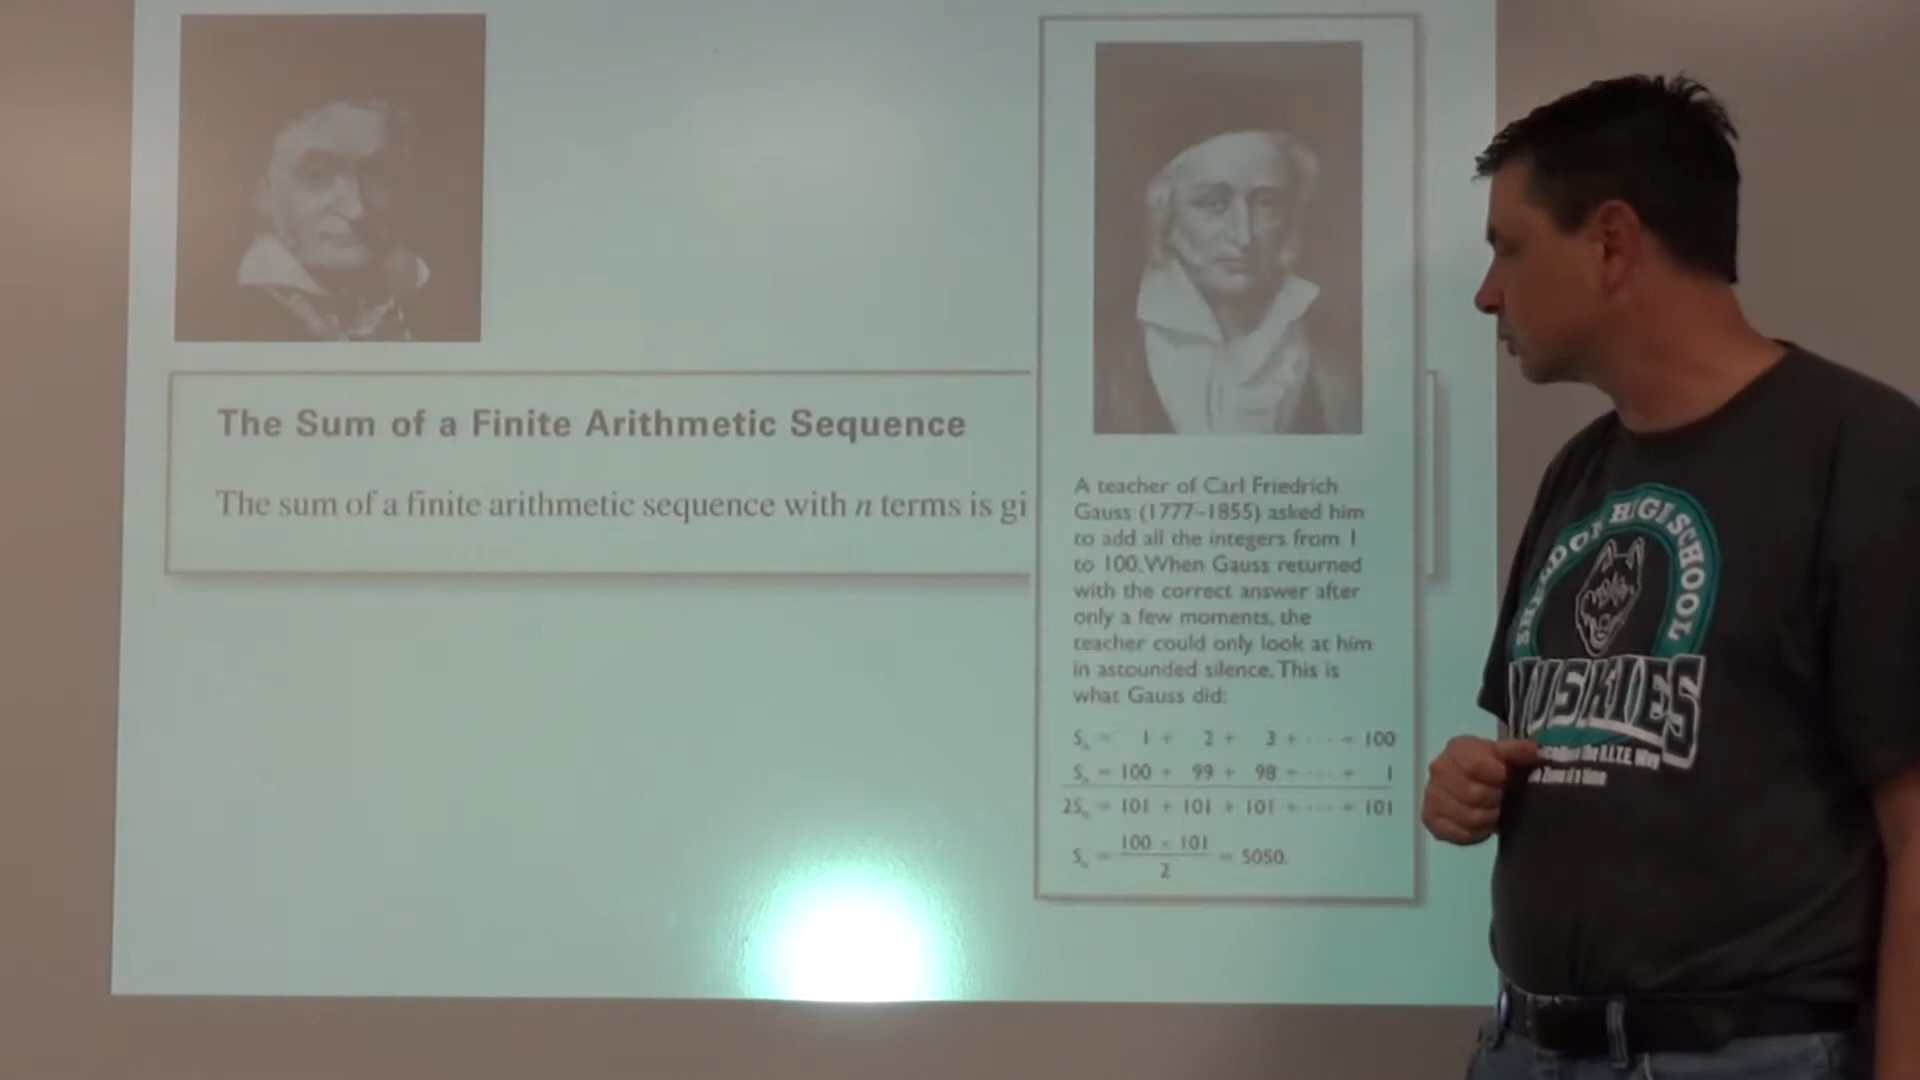 The Sum of a Finite Arithmetic Sequence
The sum of a finite arithmetic sequence with n terms is gi
A teacher of Carl Friedrich
Gauss (1777–1855) asked him
to add all the integers from 1
to 100. When Gauss returned
with the correct answer after
only a few moments, the
teacher could only look at him
in astounded silence. This is
what Gauss did:
Sₙ = 1 + 2 + 3 + ··· + 100
Sₙ = 100 + 99 + 98 + ··· + 1
2Sₙ = 101 + 101 + 101 + ··· + 101
Sₙ = 100 × 101 / 2 = 5050.
HIGH SCHOOL
HUSKIES
the B.I.T.E. Way
at a time